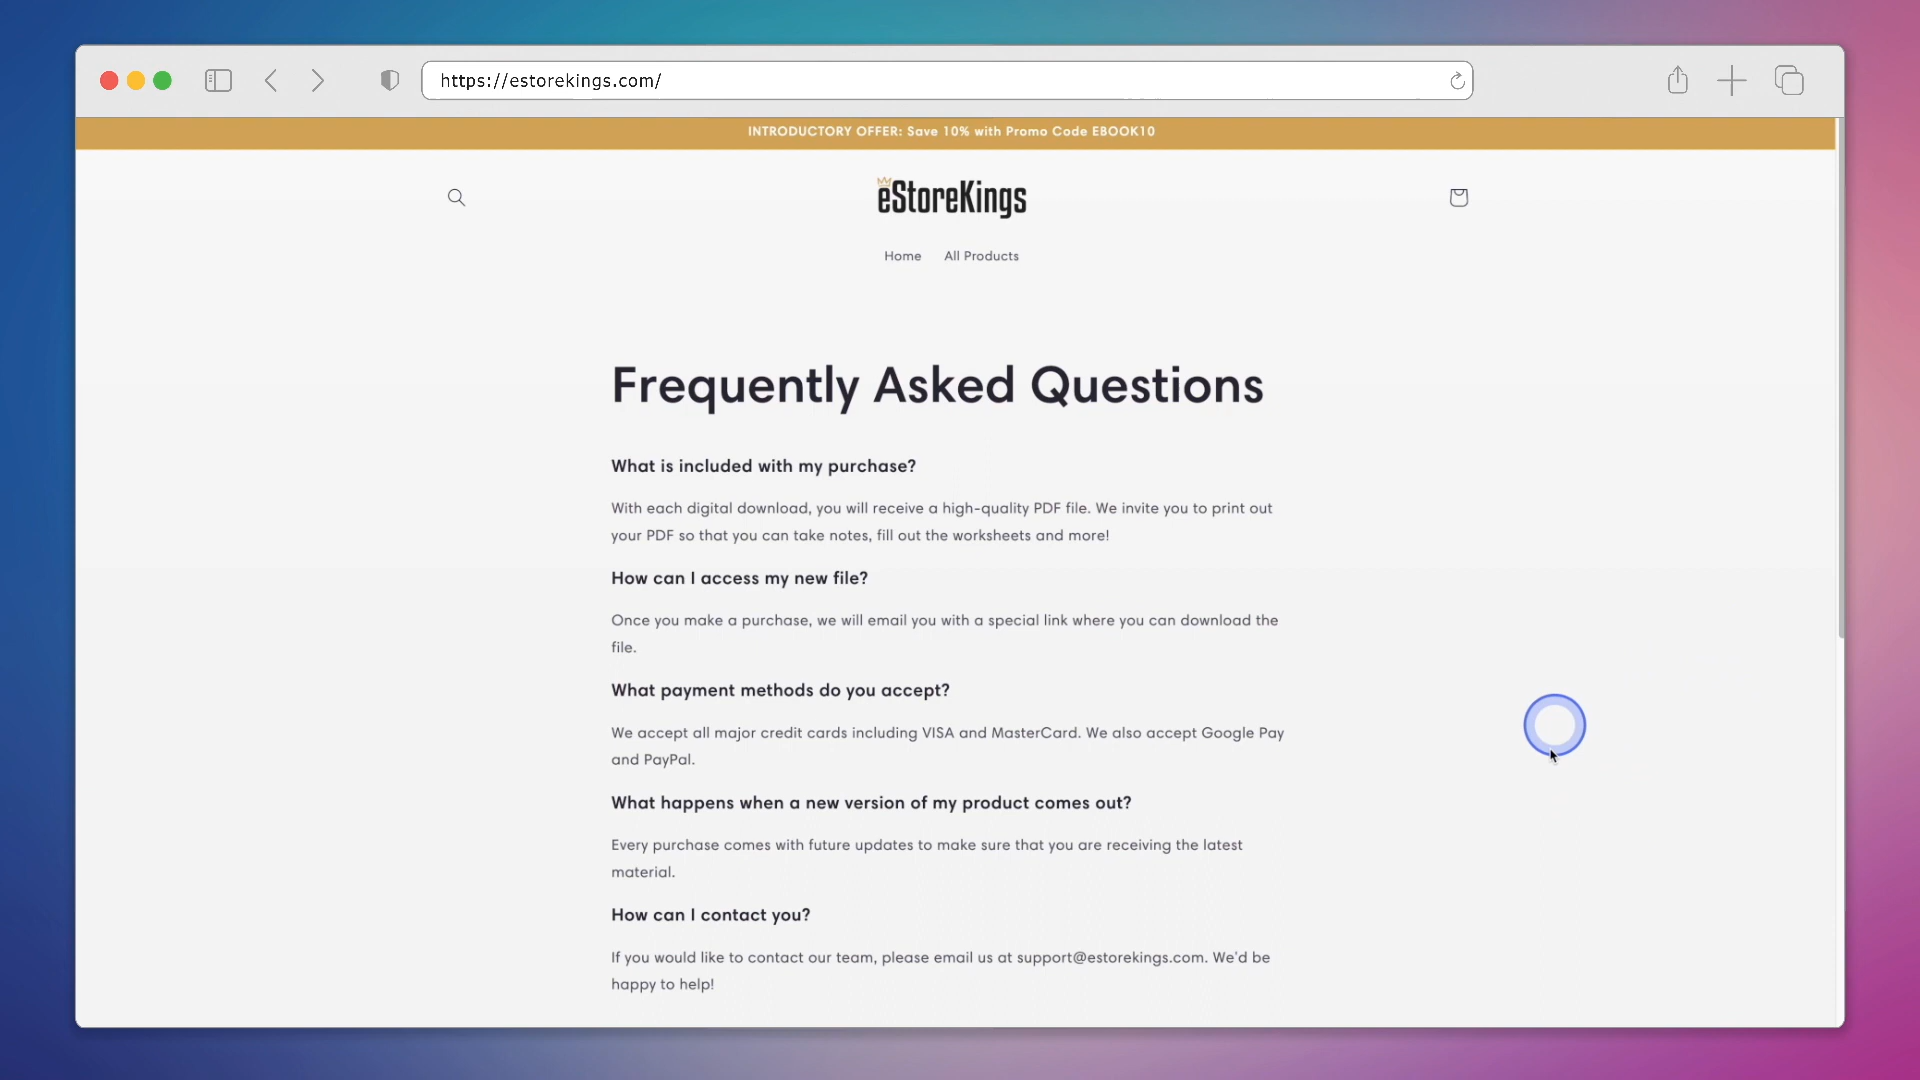 https://estorekings.com/
INTRODUCTORY OFFER: Save 10% with Promo Code EBOOK10
eStoreKings
Home All Products
Frequently Asked Questions
What is included with my purchase?
With each digital download, you will receive a high-quality PDF file. We invite you to print out
your PDF so that you can take notes, fill out the worksheets and more!
How can I access my new file?
Once you make a purchase, we will email you with a special link where you can download the
file.
What payment methods do you accept?
We accept all major credit cards including VISA and MasterCard. We also accept Google Pay
and PayPal.
What happens when a new version of my product comes out?
Every purchase comes with future updates to make sure that you are receiving the latest
material.
How can I contact you?
If you would like to contact our team, please email us at support@estorekings.com. We'd be
happy to help!